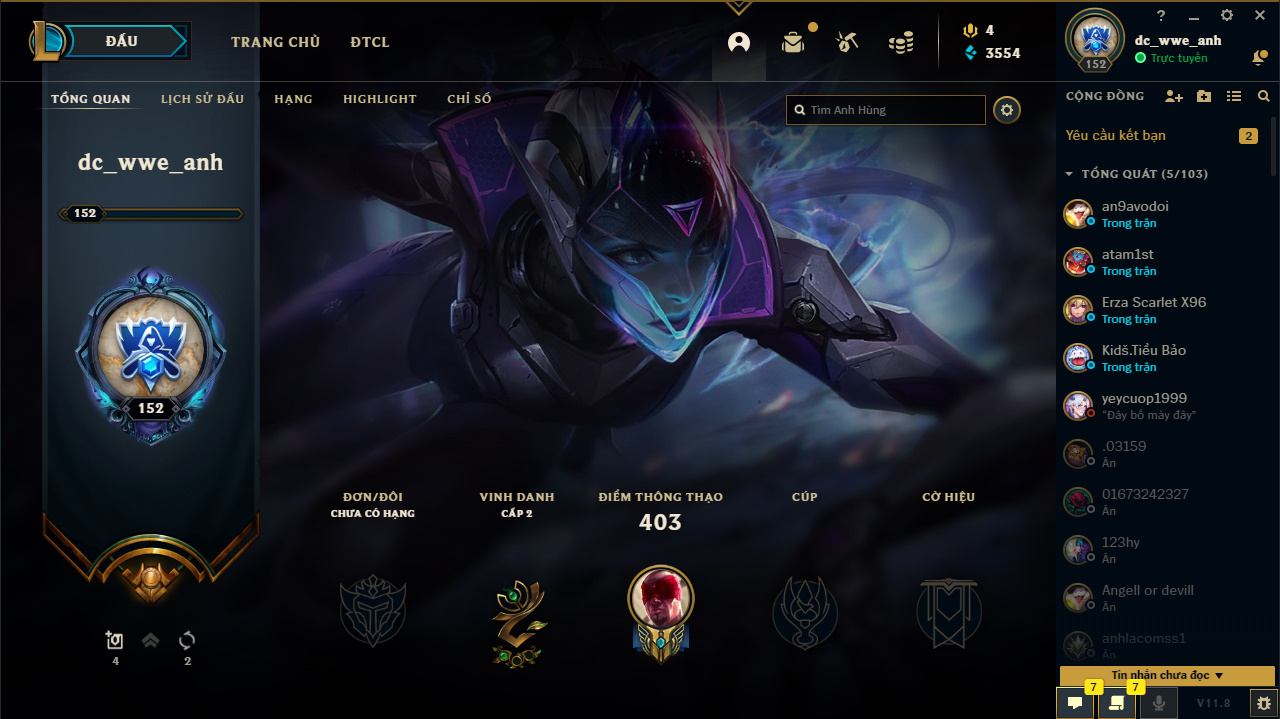 ĐẤU
TRANG CHỦ
ĐTCL
4
3554
dc_wwe_anh
Trực tuyến
152
TỔNG QUAN
LỊCH SỬ ĐẤU
HẠNG
HIGHLIGHT
CHỈ SỐ
Tìm Anh Hùng
dc_wwe_anh
152
152
4
2
ĐƠN/ĐÔI
CHƯA CÓ HẠNG
VINH DANH
CẤP 2
ĐIỂM THÔNG THẠO
403
CÚP
CỜ HIỆU
CỘNG ĐỒNG
Yêu cầu kết bạn
2
TỔNG QUÁT (5/103)
an9avodoi
Trong trận
atam1st
Trong trận
Erza Scarlet X96
Trong trận
Kidš.Tiểu Bảo
Trong trận
yeycuop1999
"Đây bố mày đây"
.03159
Ẩn
01673242327
Ẩn
123hy
Ẩn
Angell or devill
Ẩn
anhlacomss1
Ẩn
Tin nhắn chưa đọc
7
7
V11.8